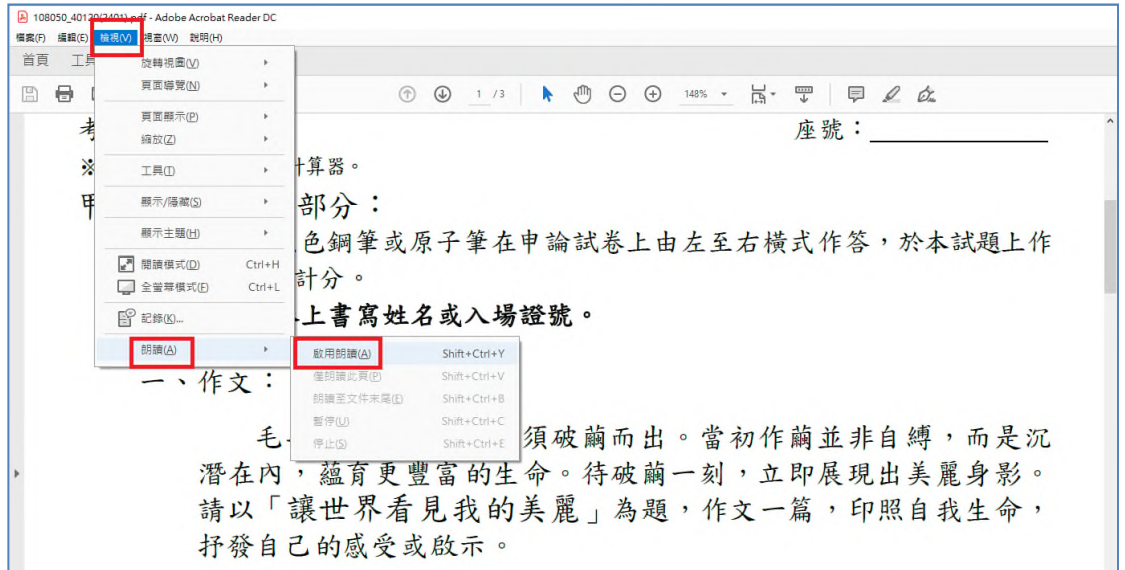 108050_40120(2401).pdf - Adobe Acrobat Reader DC
檔案(F) 編輯(E) 檢視(V) 視窗(W) 說明(H)
首頁 工具
1 / 3 148%
旋轉視圖(V)
頁面導覽(N)
頁面顯示(P)
縮放(Z)
工具(T)
顯示/隱藏(S)
顯示主題(H)
閱讀模式(D) Ctrl+H
全螢幕模式(F) Ctrl+L
記錄(K)...
朗讀(A)
啟用朗讀(A) Shift+Ctrl+Y
僅朗讀此頁(P) Shift+Ctrl+V
朗讀至文件末尾(E) Shift+Ctrl+B
暫停(U) Shift+Ctrl+C
停止(S) Shift+Ctrl+E
座號：
※ 計算器。
甲 部分：
色鋼筆或原子筆在申論試卷上由左至右橫式作答，於本試題上作
計分。
上書寫姓名或入場證號。
一、作文：
毛 須破繭而出。當初作繭並非自縛，而是沉
潛在內，蘊育更豐富的生命。待破繭一刻，立即展現出美麗身影。
請以「讓世界看見我的美麗」為題，作文一篇，印照自我生命，
抒發自己的感受或啟示。